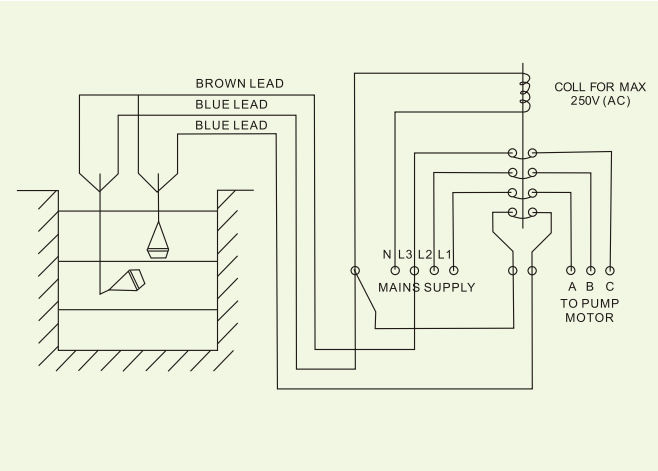 BROWN LEAD
BLUE LEAD
BLUE LEAD
COLL FOR MAX
250V (AC)
N L3 L2 L1
MAINS SUPPLY
A B C
TO PUMP
MOTOR